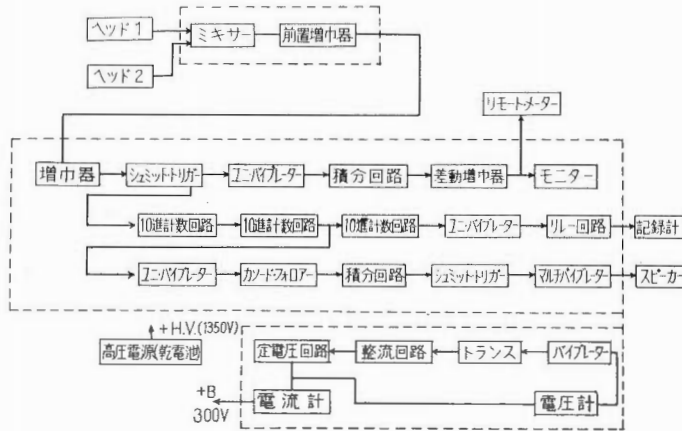 ヘッド1
ミキサー
前置増巾器
ヘッド2
リモートメーター
増巾器
シュミット・トリガー
ユニ・バイブレーター
積分回路
差動増巾器
モニター
10進計数回路
10進計数回路
10進計数回路
ユニ・バイブレーター
リレー回路
記録計
ユニ・バイブレーター
カソード・フォロアー
積分回路
シュミット・トリガー
マルチバイブレーター
スピーカー
+H.V.(1350V)
高圧電源(乾電池)
定電圧回路
整流回路
トランス
バイブレーター
+B
300V
電流計
電圧計